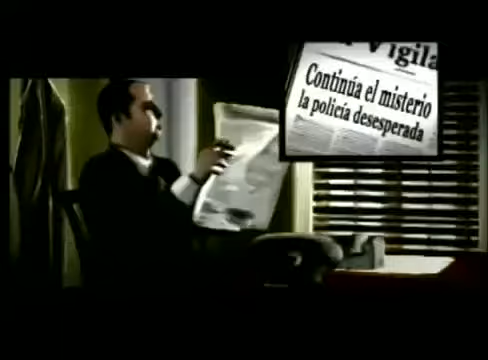 Vigila
Continúa el misterio
la policía desesperada